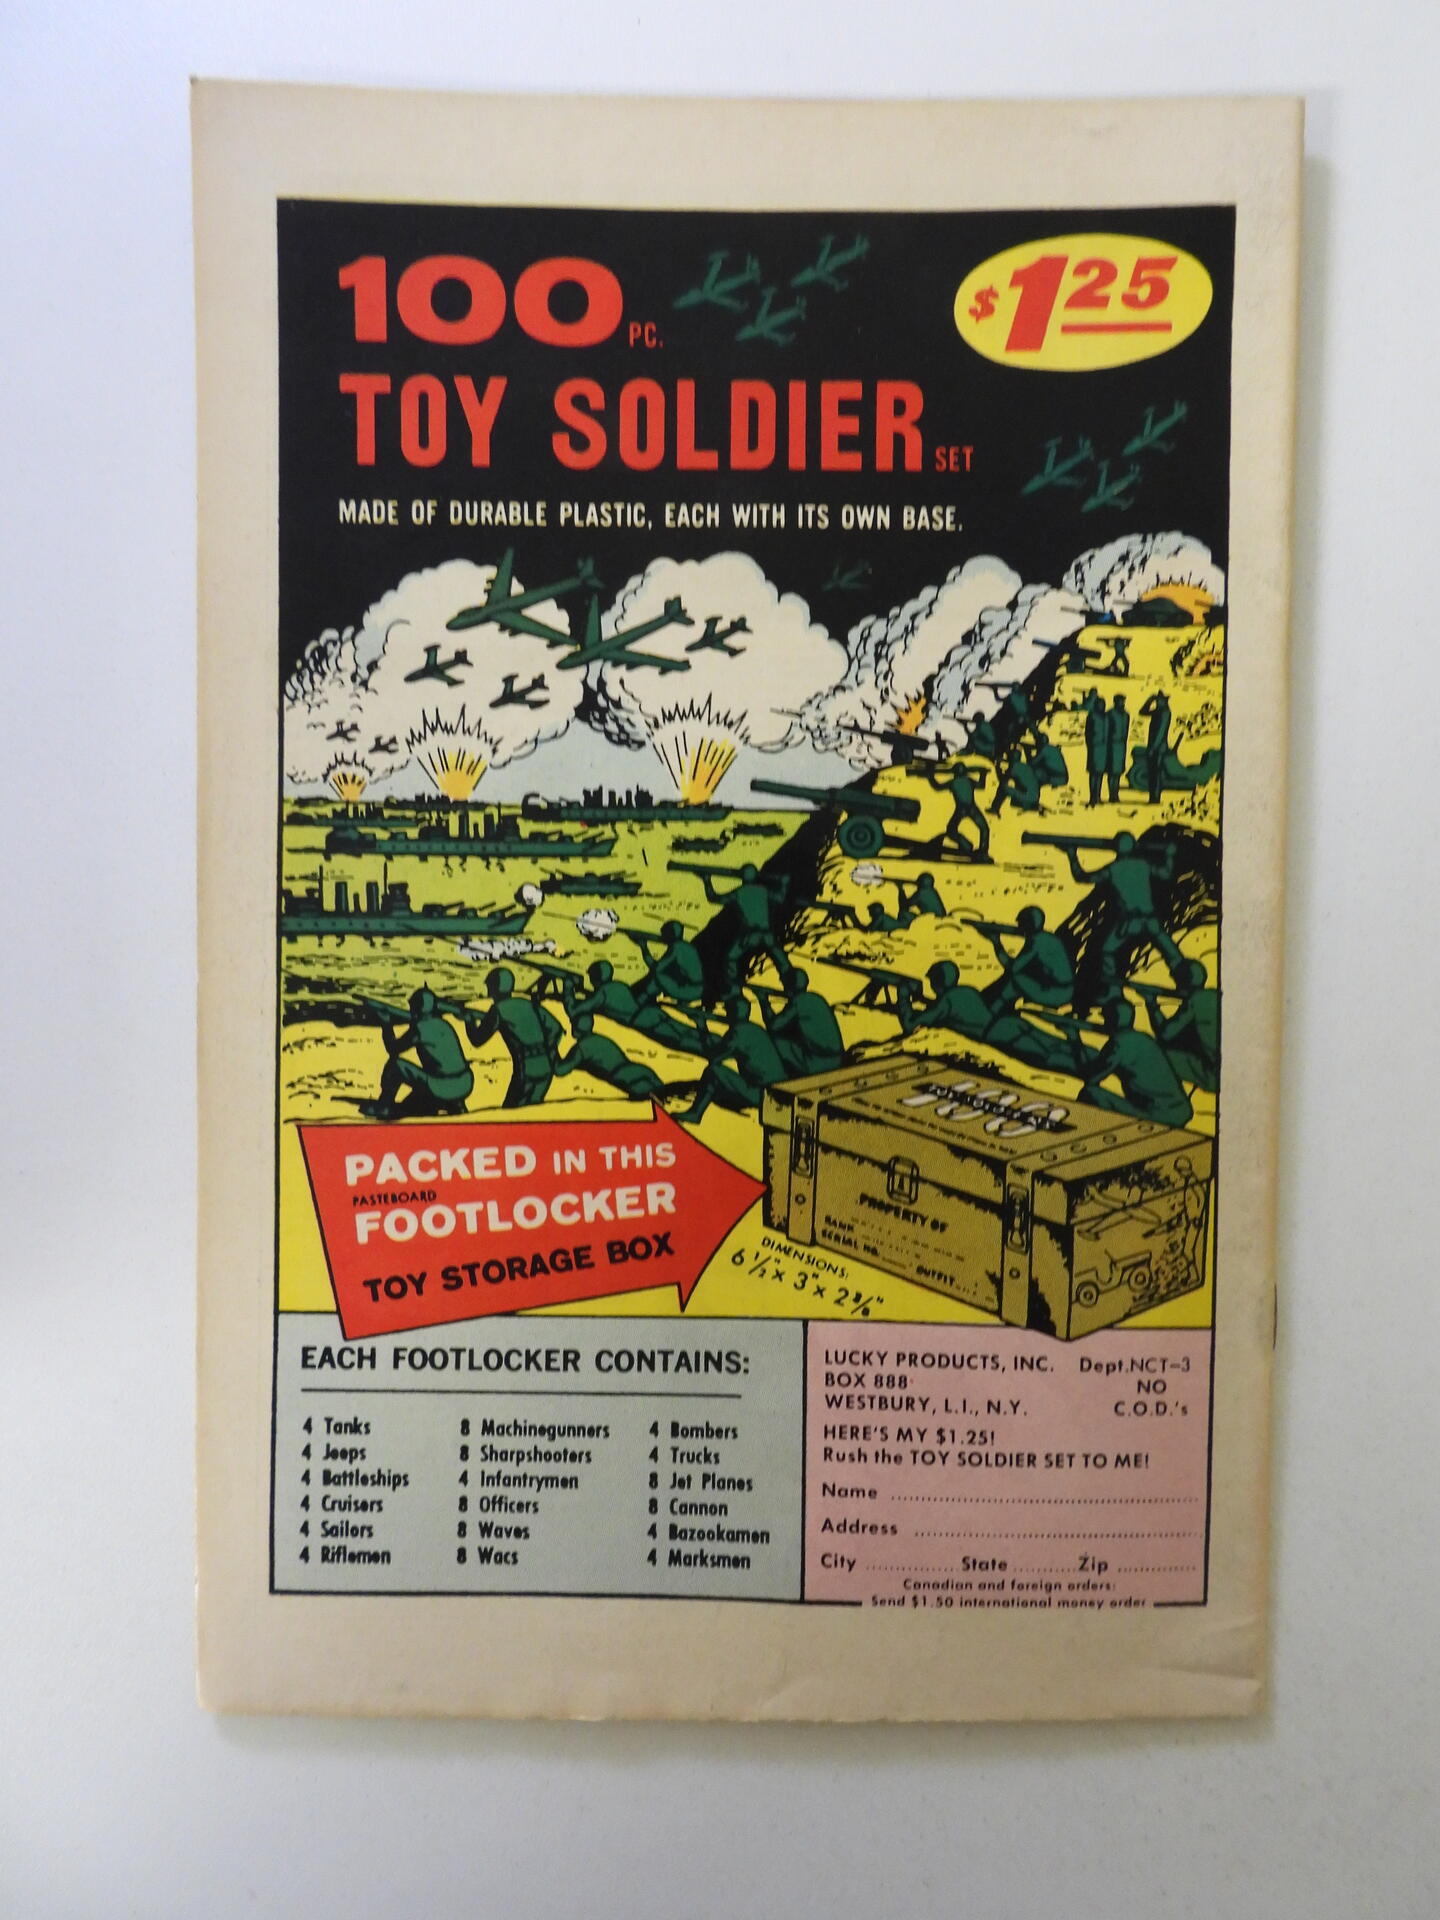 100 PC.
$1 25
TOY SOLDIER SET
MADE OF DURABLE PLASTIC, EACH WITH ITS OWN BASE.
100
PACKED IN THIS
PASTEBOARD
FOOTLOCKER
TOY STORAGE BOX
PROPERTY OF
RANK
SERIAL NO.
OUTFIT
DIMENSIONS:
6 1/2" x 3" x 2
EACH FOOTLOCKER CONTAINS:
4 Tanks
4 Jeeps
4 Battleships
4 Cruisers
4 Sailors
4 Riflemen
8 Machinegunners
8 Sharpshooters
4 Infantrymen
8 Officers
8 Waves
8 Wacs
4 Bombers
4 Trucks
8 Jet Planes
8 Cannon
4 Bazookamen
4 Marksmen
LUCKY PRODUCTS, INC. Dept.NCT-3
BOX 888 NO
WESTBURY, L.I., N.Y. C.O.D.'s
HERE'S MY $1.25!
Rush the TOY SOLDIER SET TO ME!
Name
Address
City State Zip
Canadian and foreign orders:
Send $1.50 international money order